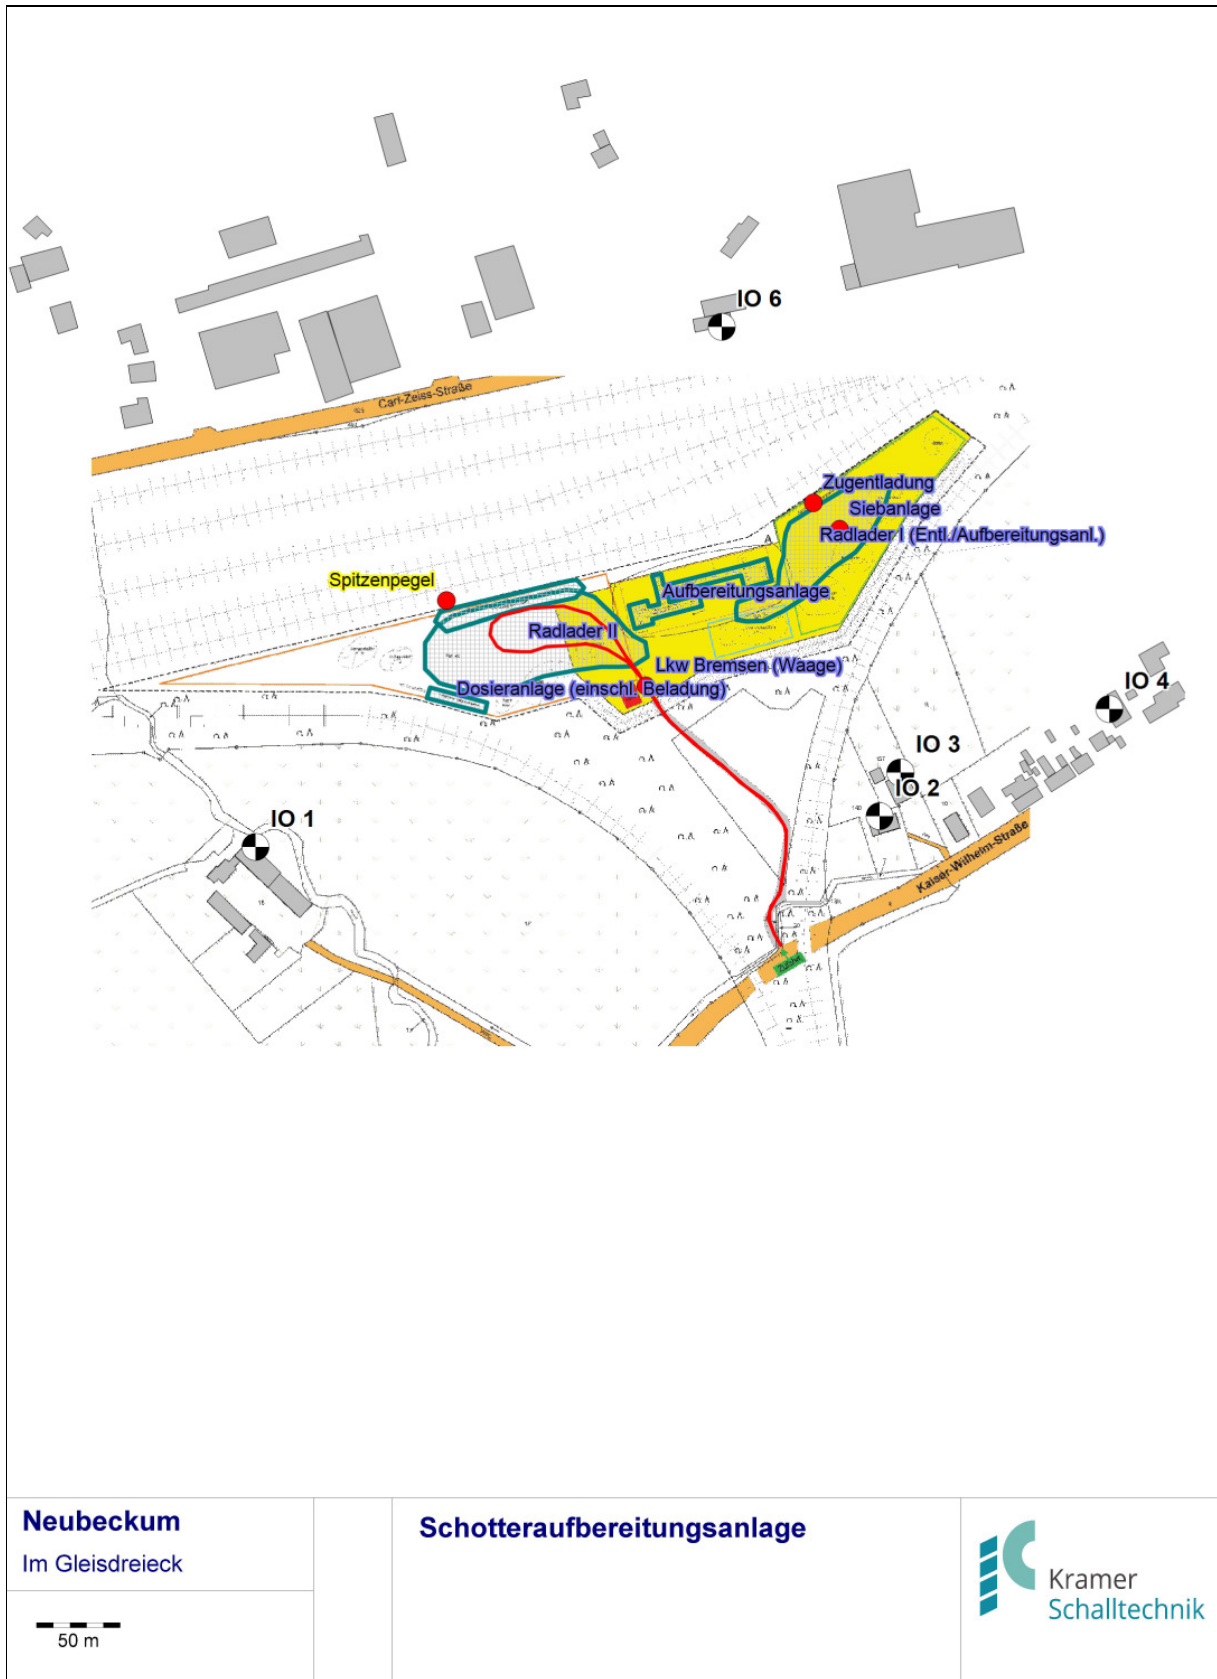 IO 6
Carl-Zeiss-Straße
Zugentladung
Siebanlage
Radlader I (Entl./Aufbereitungsanl.)
Spitzenpegel
Aufbereitungsanlage
Radlader II
Lkw Bremsen (Waage)
Dosieranlage (einschl. Beladung)
IO 4
IO 3
IO 2
IO 1
Kaiser-Wilhelm-Straße
Zufahrt
Neubeckum
Im Gleisdreieck
50 m
Schotteraufbereitungsanlage
Kramer
Schalltechnik